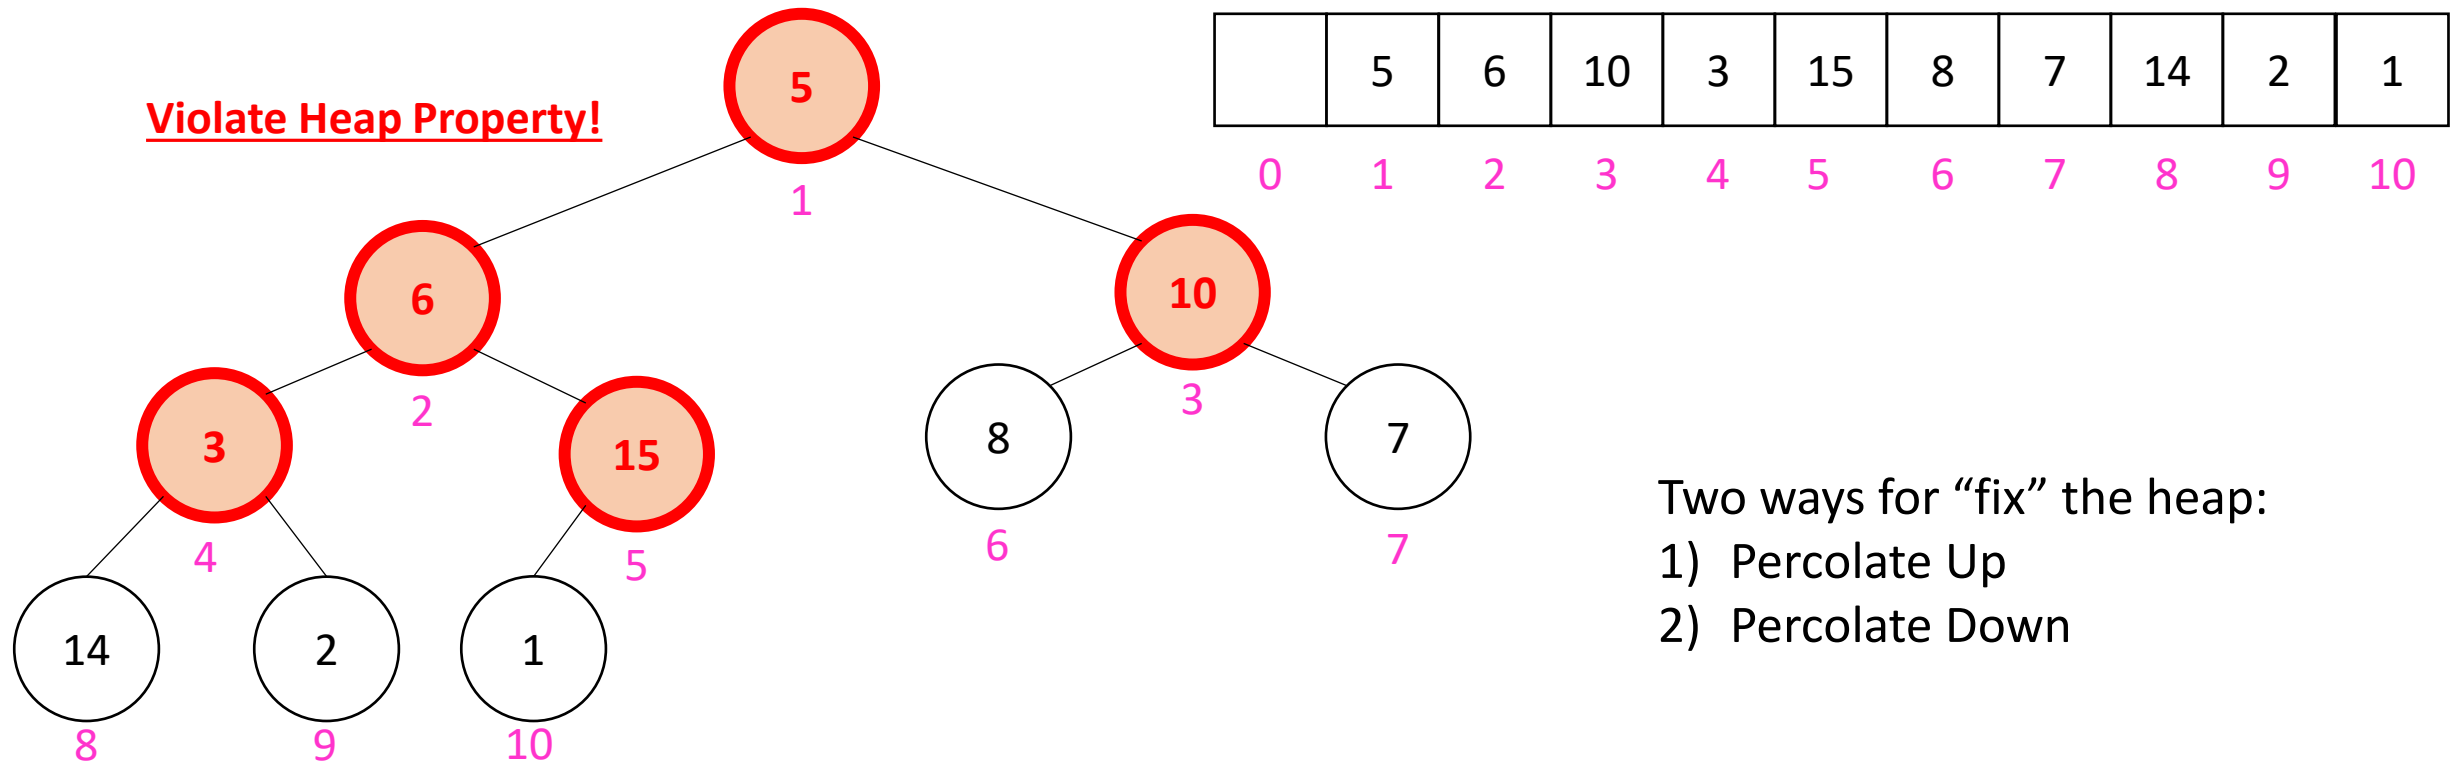 Violate Heap Property!
5 6 10 3 15 8 7 14 2 1
0 1 2 3 4 5 6 7 8 9 10
5
1
6 10
2 3
3 15 8 7
4 5 6 7
14 2 1
8 9 10
Two ways for “fix” the heap:
1) Percolate Up
2) Percolate Down